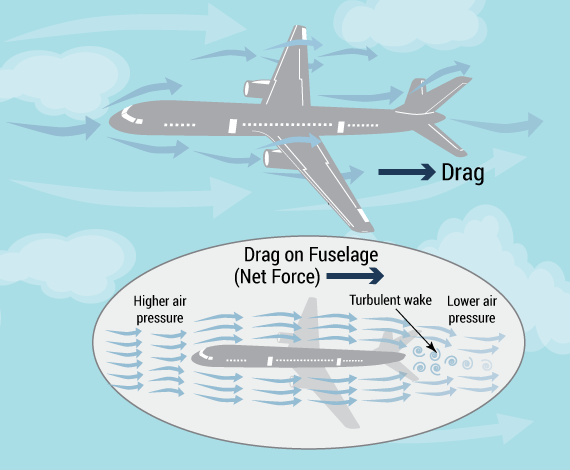 Drag
Drag on Fuselage
(Net Force)
Higher air
pressure
Turbulent wake
Lower air
pressure